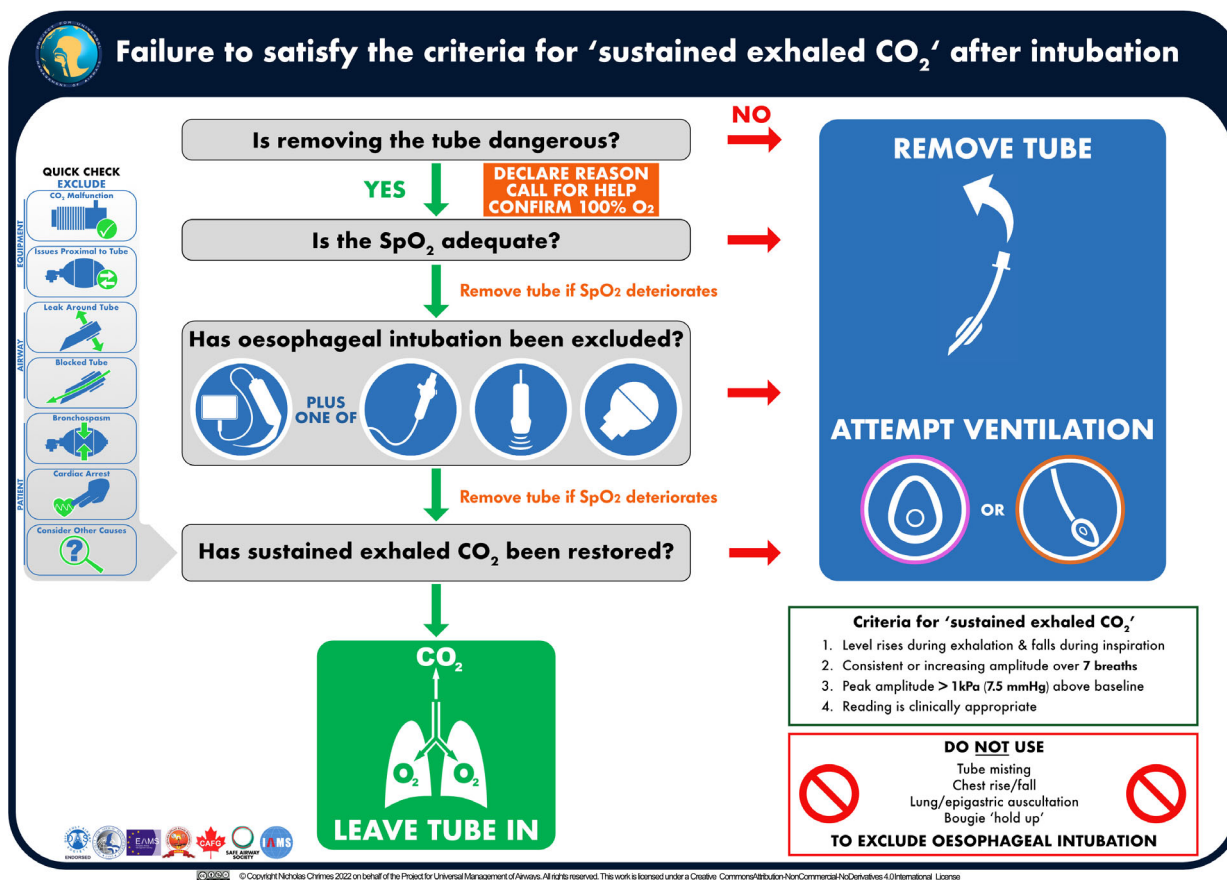 Failure to satisfy the criteria for ‘sustained exhaled CO₂‘ after intubation
Is removing the tube dangerous?
NO
YES
DECLARE REASON
CALL FOR HELP
CONFIRM 100% O₂
Is the SpO₂ adequate?
Remove tube if SpO₂ deteriorates
Has oesophageal intubation been excluded?
PLUS
ONE OF
Remove tube if SpO₂ deteriorates
Has sustained exhaled CO₂ been restored?
CO₂
O₂
O₂
LEAVE TUBE IN
QUICK CHECK
EXCLUDE
EQUIPMENT
CO₂ Malfunction
Issues Proximal to Tube
AIRWAY
Leak Around Tube
Blocked Tube
PATIENT
Bronchospasm
Cardiac Arrest
Consider Other Causes
?
REMOVE TUBE
ATTEMPT VENTILATION
OR
Criteria for ‘sustained exhaled CO₂’
1. Level rises during exhalation & falls during inspiration
2. Consistent or increasing amplitude over 7 breaths
3. Peak amplitude > 1kPa (7.5 mmHg) above baseline
4. Reading is clinically appropriate
DO NOT USE
Tube misting
Chest rise/fall
Lung/epigastric auscultation
Bougie ‘hold up’
TO EXCLUDE OESOPHAGEAL INTUBATION
ENDORSED
EAMS
CAFG
SAFE AIRWAY
SOCIETY
IAMS
© Copyright Nicholas Chrimes 2022 on behalf of the Project for Universal Management of Airways. All rights reserved. This work is licensed under a Creative CommonsAttribution-NonCommercial-NoDerivatives 4.0 International License